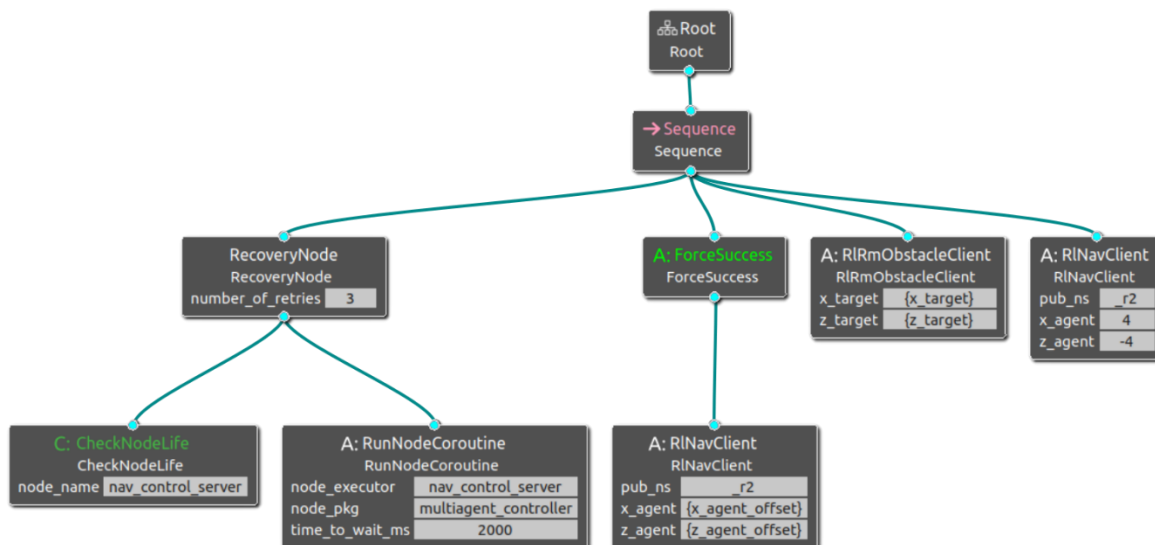 Root
Root
Sequence
Sequence
RecoveryNode
RecoveryNode
number_of_retries 3
A: ForceSuccess
ForceSuccess
A: RlRmObstacleClient
RlRmObstacleClient
x_target {x_target}
z_target {z_target}
A: RlNavClient
RlNavClient
pub_ns _r2
x_agent 4
z_agent -4
C: CheckNodeLife
CheckNodeLife
node_name nav_control_server
A: RunNodeCoroutine
RunNodeCoroutine
node_executor nav_control_server
node_pkg multiagent_controller
time_to_wait_ms 2000
A: RlNavClient
RlNavClient
pub_ns _r2
x_agent {x_agent_offset}
z_agent {z_agent_offset}